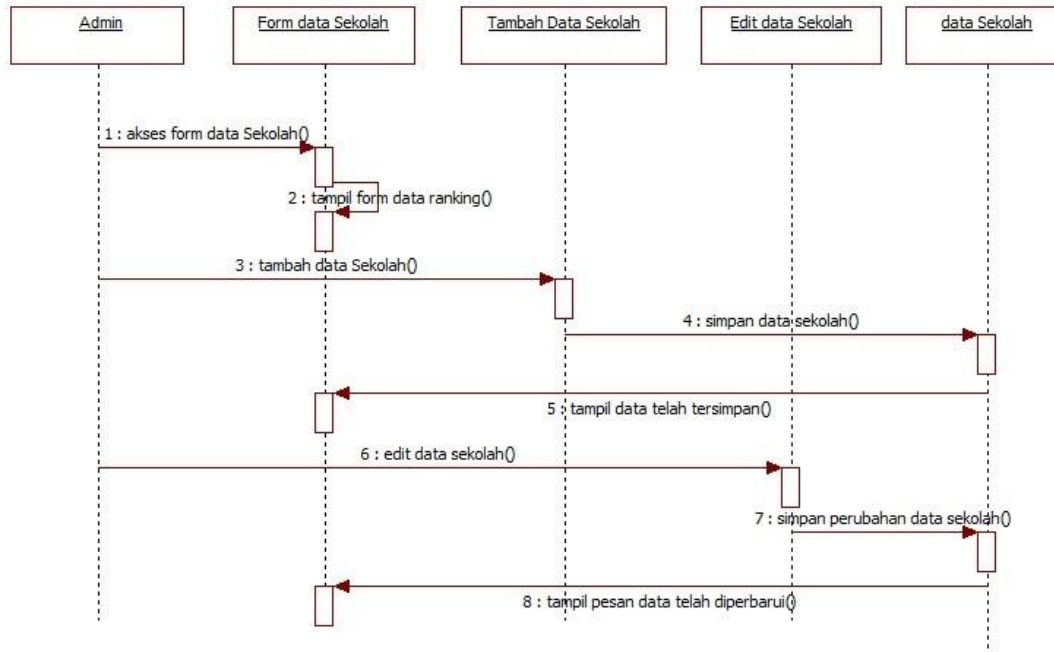 Admin
Form data Sekolah
Tambah Data Sekolah
Edit data Sekolah
data Sekolah
1 : akses form data Sekolah()
2 : tampil form data ranking()
3 : tambah data Sekolah()
4 : simpan data sekolah()
5 : tampil data telah tersimpan()
6 : edit data sekolah()
7 : simpan perubahan data sekolah()
8 : tampil pesan data telah diperbarui()